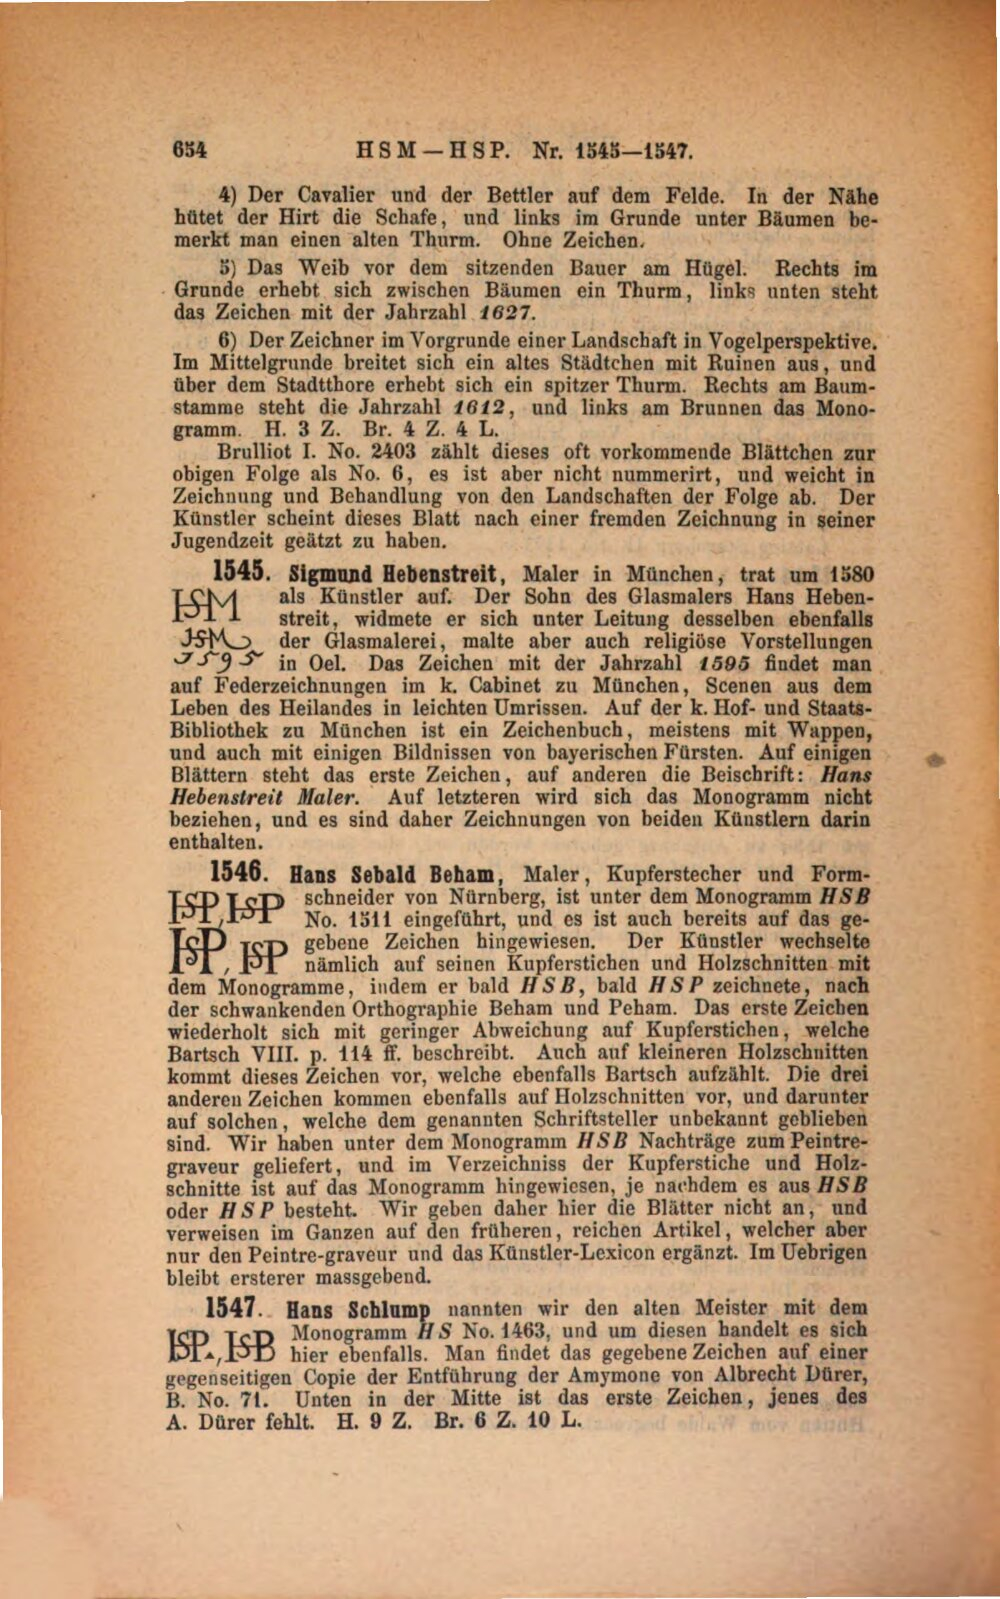 654 HSM — HSP. Nr. 1545—1547.
4) Der Cavalier und der Bettler auf dem Felde. In der Nähe
hütet der Hirt die Schafe, und links im Grunde unter Bäumen be-
merkt man einen alten Thurm. Ohne Zeichen.
5) Das Weib vor dem sitzenden Bauer am Hügel. Rechts im
Grunde erhebt sich zwischen Bäumen ein Thurm, links unten steht
das Zeichen mit der Jahrzahl 1627.
6) Der Zeichner im Vorgrunde einer Landschaft in Vogelperspektive.
Im Mittelgrunde breitet sich ein altes Städtchen mit Ruinen aus, und
über dem Stadtthore erhebt sich ein spitzer Thurm. Rechts am Baum-
stamme steht die Jahrzahl 1612, und links am Brunnen das Mono-
gramm. H. 3 Z. Br. 4 Z. 4 L.
Brulliot I. No. 2403 zählt dieses oft vorkommende Blättchen zur
obigen Folge als No. 6, es ist aber nicht nummerirt, und weicht in
Zeichnung und Behandlung von den Landschaften der Folge ab. Der
Künstler scheint dieses Blatt nach einer fremden Zeichnung in seiner
Jugendzeit geätzt zu haben.
1545. Sigmund Hebenstreit, Maler in München, trat um 1580
HSM als Künstler auf. Der Sohn des Glasmalers Hans Heben-
streit, widmete er sich unter Leitung desselben ebenfalls
HSM der Glasmalerei, malte aber auch religiöse Vorstellungen
1595 in Oel. Das Zeichen mit der Jahrzahl 1595 findet man
auf Federzeichnungen im k. Cabinet zu München, Scenen aus dem
Leben des Heilandes in leichten Umrissen. Auf der k. Hof- und Staats-
Bibliothek zu München ist ein Zeichenbuch, meistens mit Wappen,
und auch mit einigen Bildnissen von bayerischen Fürsten. Auf einigen
Blättern steht das erste Zeichen, auf anderen die Beischrift: Hans
Hebenstreit Maler. Auf letzteren wird sich das Monogramm nicht
beziehen, und es sind daher Zeichnungen von beiden Künstlern darin
enthalten.
1546. Hans Sebald Beham, Maler, Kupferstecher und Form-
HSP, HSP schneider von Nürnberg, ist unter dem Monogramm HSB
No. 1511 eingeführt, und es ist auch bereits auf das ge-
HSP, HSP gebene Zeichen hingewiesen. Der Künstler wechselte
nämlich auf seinen Kupferstichen und Holzschnitten mit
dem Monogramme, indem er bald HSB, bald HSP zeichnete, nach
der schwankenden Orthographie Beham und Peham. Das erste Zeichen
wiederholt sich mit geringer Abweichung auf Kupferstichen, welche
Bartsch VIII. p. 114 ff. beschreibt. Auch auf kleineren Holzschnitten
kommt dieses Zeichen vor, welche ebenfalls Bartsch aufzählt. Die drei
anderen Zeichen kommen ebenfalls auf Holzschnitten vor, und darunter
auf solchen, welche dem genannten Schriftsteller unbekannt geblieben
sind. Wir haben unter dem Monogramm HSB Nachträge zum Peintre-
graveur geliefert, und im Verzeichniss der Kupferstiche und Holz-
schnitte ist auf das Monogramm hingewiesen, je nachdem es aus HSB
oder HSP besteht. Wir geben daher hier die Blätter nicht an, und
verweisen im Ganzen auf den früheren, reichen Artikel, welcher aber
nur den Peintre-graveur und das Künstler-Lexicon ergänzt. Im Uebrigen
bleibt ersterer massgebend.
1547. Hans Schlump nannten wir den alten Meister mit dem
HSP., HSB Monogramm HS No. 1463, und um diesen handelt es sich
hier ebenfalls. Man findet das gegebene Zeichen auf einer
gegenseitigen Copie der Entführung der Amymone von Albrecht Dürer,
B. No. 71. Unten in der Mitte ist das erste Zeichen, jenes des
A. Dürer fehlt. H. 9 Z. Br. 6 Z. 10 L.